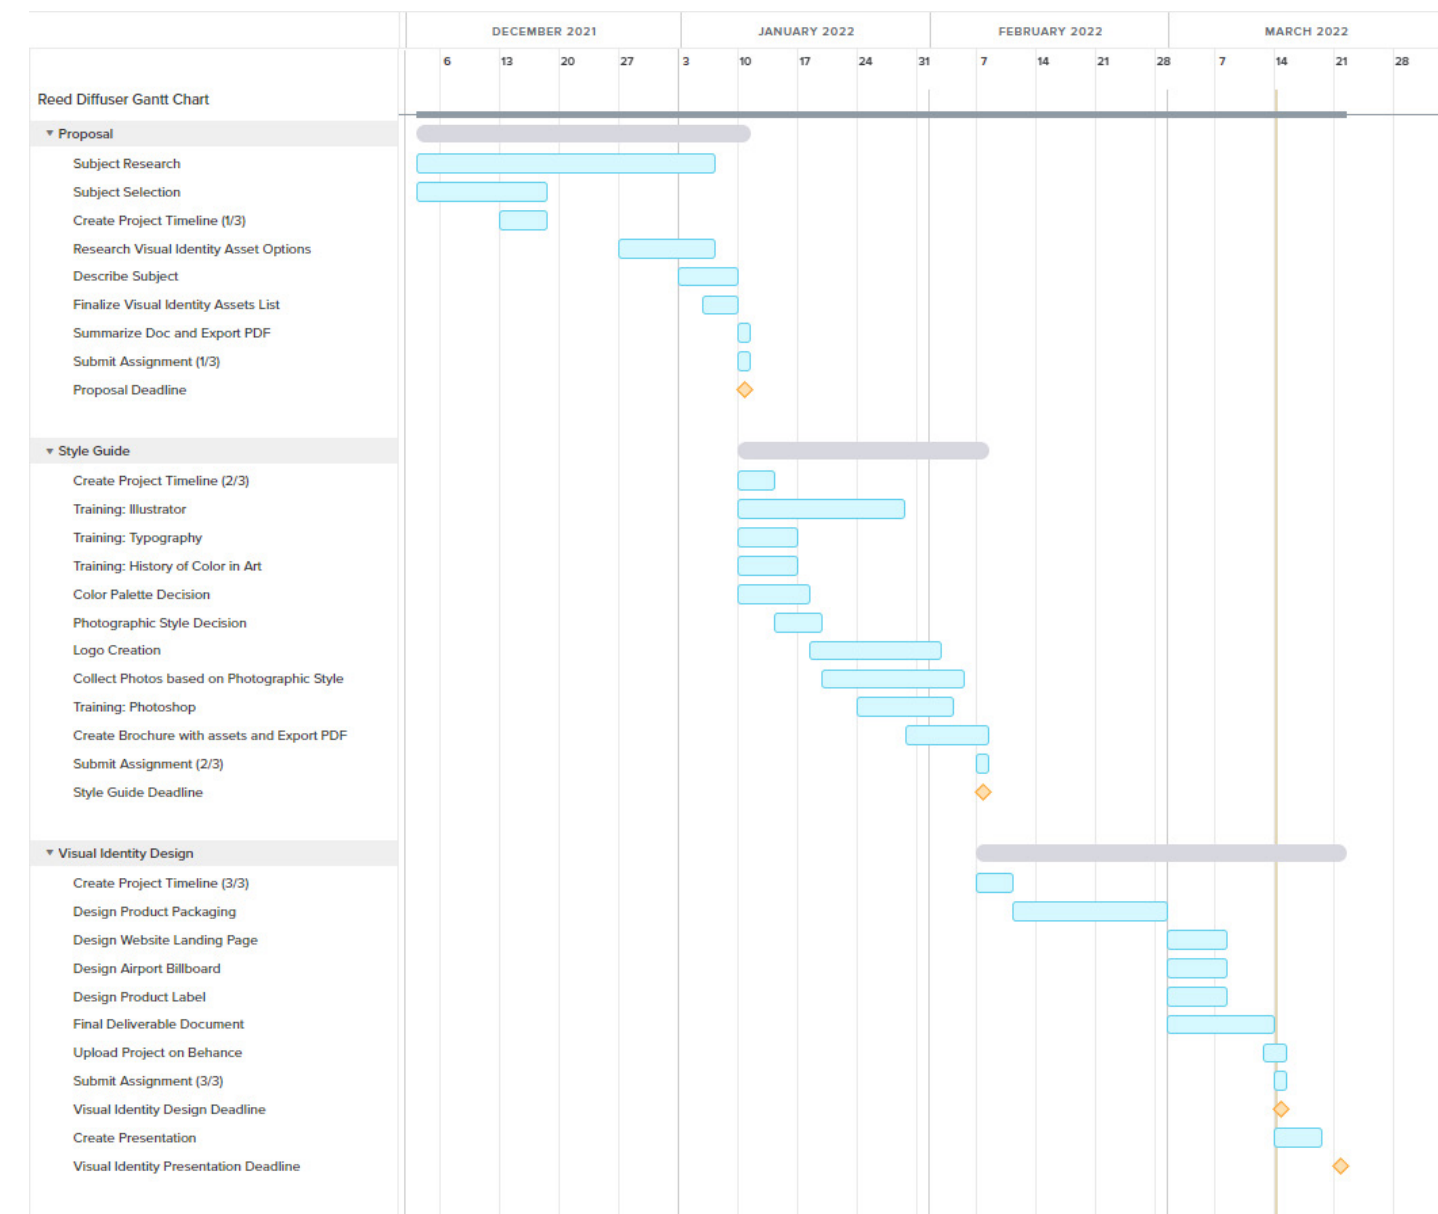 DECEMBER 2021 JANUARY 2022 FEBRUARY 2022 MARCH 2022
6 13 20 27 3 10 17 24 31 7 14 21 28 7 14 21 28
Reed Diffuser Gantt Chart
Proposal
Subject Research
Subject Selection
Create Project Timeline (1/3)
Research Visual Identity Asset Options
Describe Subject
Finalize Visual Identity Assets List
Summarize Doc and Export PDF
Submit Assignment (1/3)
Proposal Deadline
Style Guide
Create Project Timeline (2/3)
Training: Illustrator
Training: Typography
Training: History of Color in Art
Color Palette Decision
Photographic Style Decision
Logo Creation
Collect Photos based on Photographic Style
Training: Photoshop
Create Brochure with assets and Export PDF
Submit Assignment (2/3)
Style Guide Deadline
Visual Identity Design
Create Project Timeline (3/3)
Design Product Packaging
Design Website Landing Page
Design Airport Billboard
Design Product Label
Final Deliverable Document
Upload Project on Behance
Submit Assignment (3/3)
Visual Identity Design Deadline
Create Presentation
Visual Identity Presentation Deadline